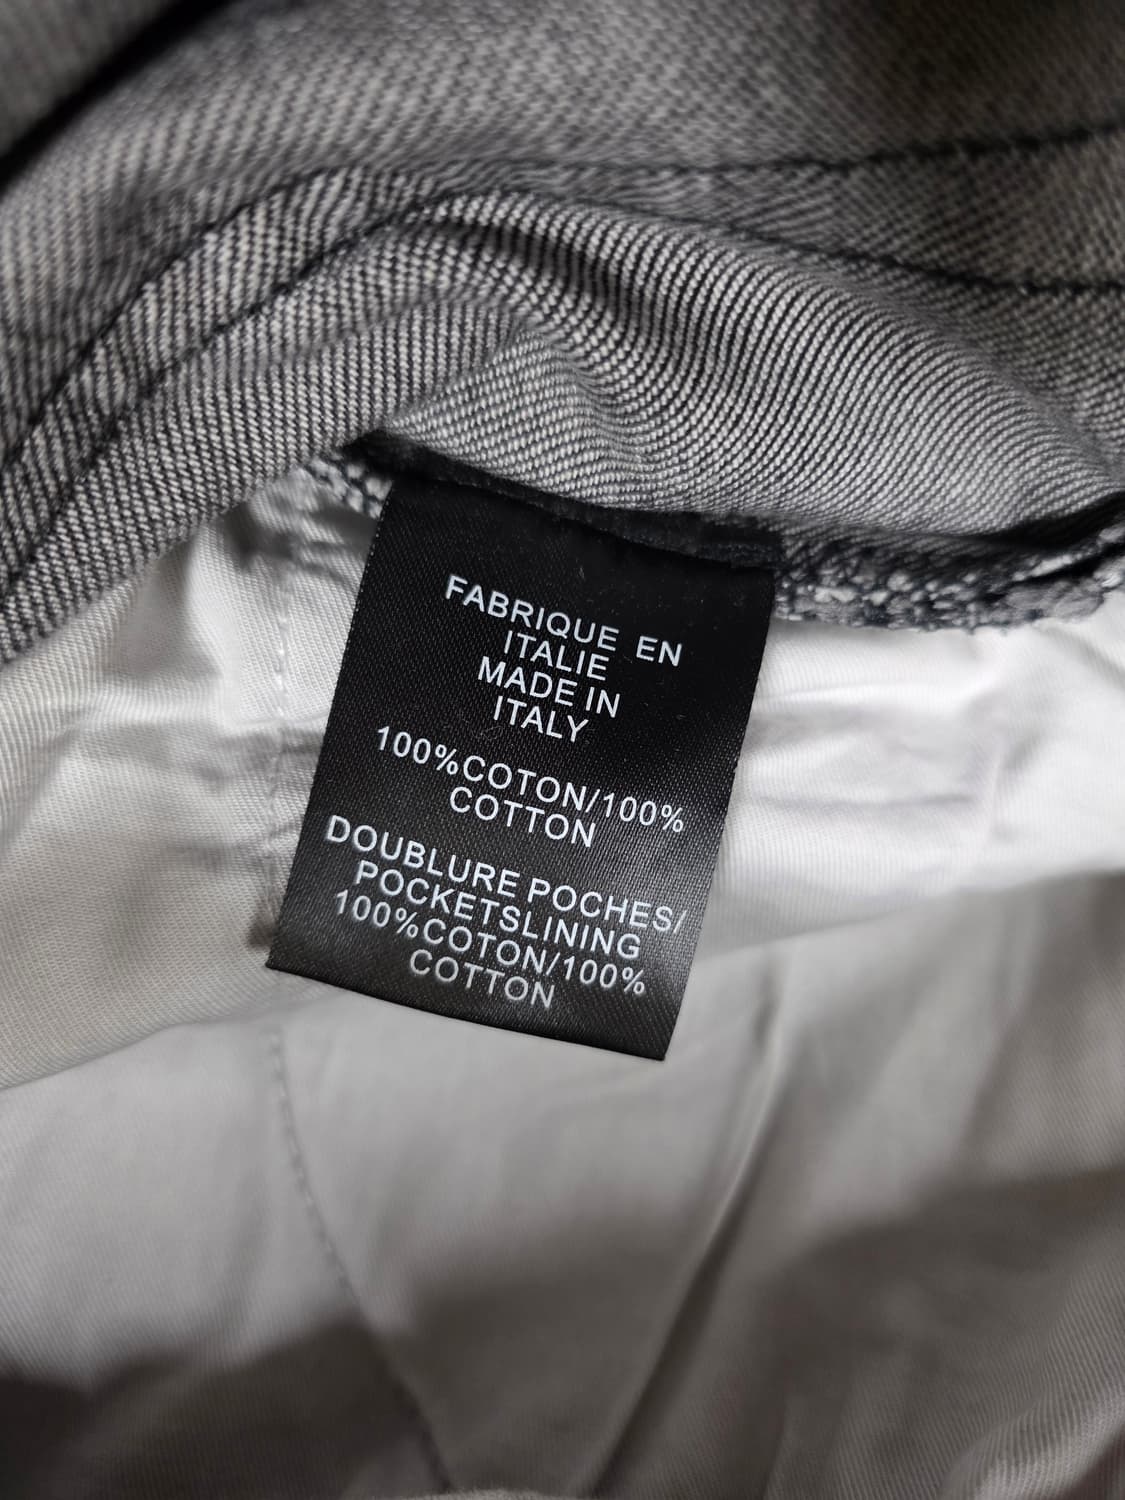 FABRIQUE EN
ITALIE
MADE IN
ITALY
100%COTON/100%
COTTON
DOUBLURE POCHES/
POCKETSLINING
100%COTON/100%
COTTON